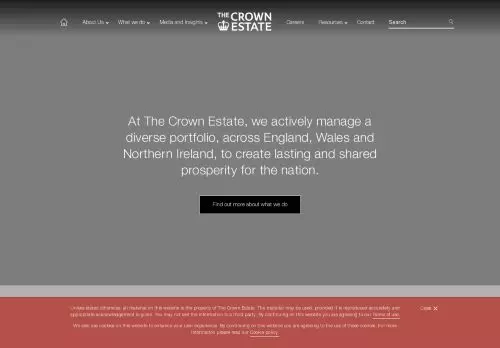 About Us
What we do
Media and Insights
THE CROWN ESTATE
Careers
Resources
Contact
Search
At The Crown Estate, we actively manage a
diverse portfolio, across England, Wales and
Northern Ireland, to create lasting and shared
prosperity for the nation.
Find out more about what we do
Unless stated otherwise, all material on this website is the property of The Crown Estate. The material may be used, provided it is reproduced accurately and
appropriate acknowledgement is given. You may not sell the information to a third party. By continuing on this website you are agreeing to our Terms of use.
Close
We also use cookies on this website to enhance your user experience. By continuing on this website you are agreeing to the use of these cookies. For more
information please read our Cookie policy.